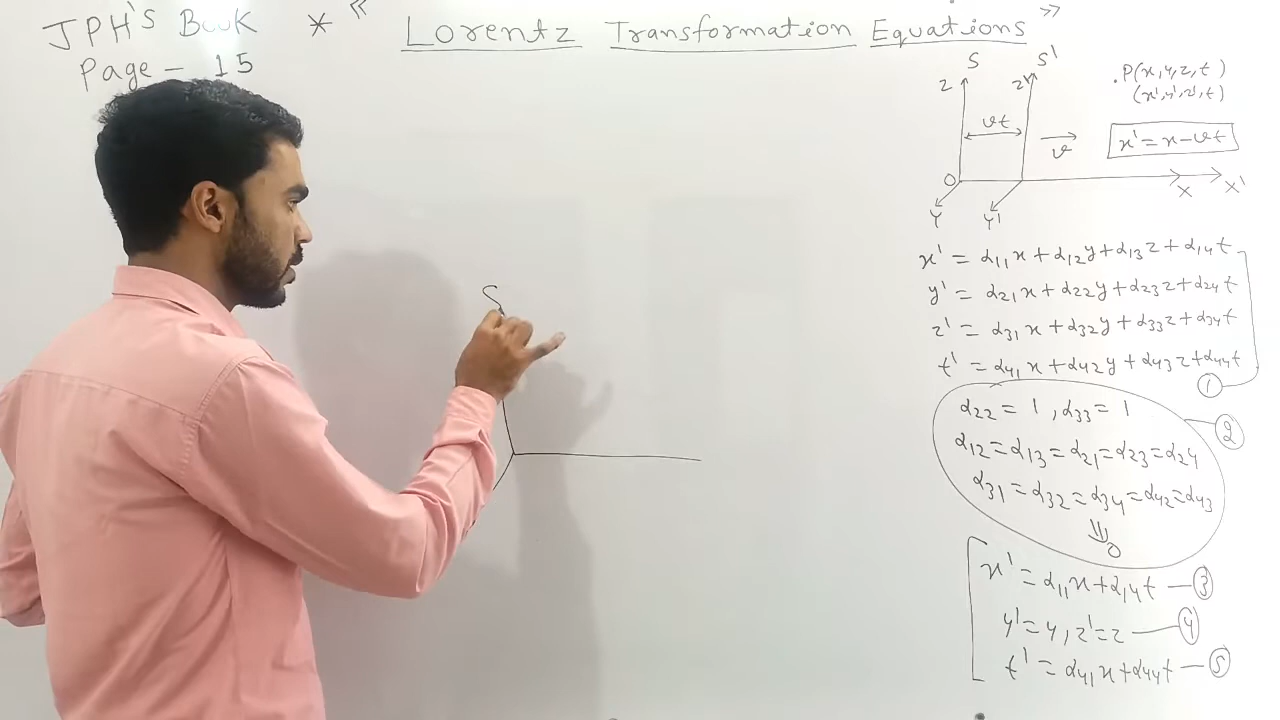 JPH's Book * " Lorentz Transformation Equations "
Page - 15
S
S'
Z
Z'
.P(x,y,z,t)
(x',y',z',t)
vt
v
x' = x-vt
O
X
X'
Y
Y'
x' = α11x + α12y + α13z + α14t
y' = α21x + α22y + α23z + α24t
z' = α31x + α32y + α33z + α34t
t' = α41x + α42y + α43z + α44t
1
α22 = 1 , α33 = 1
2
α12 = α13 = α21 = α23 = α24
α31 = α32 = α34 = α42 = α43
0
x' = α11x + α14t — 3
y' = y , z' = z — 4
t' = α41x + α44t — 5
S